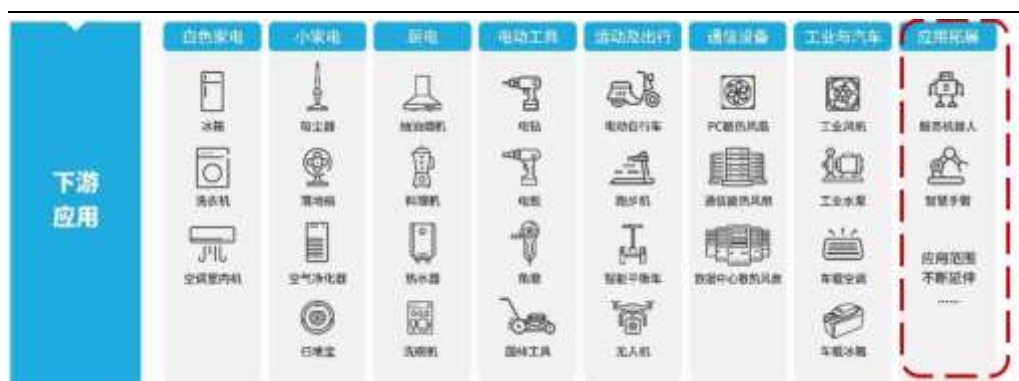 白色家电 小家电 厨电 电动工具 运动及出行 通信设备 工业与汽车 应用拓展
下游
应用
冰箱 吸尘器 抽油烟机 电钻 电动自行车 PC散热风扇 工业风机 服务机器人
洗衣机 落地扇 料理机 电批 跑步机 通信散热风扇 工业水泵 智慧手臂
空调室内机 空气净化器 热水器 角磨 智能平衡车 数据中心散热风扇 车载空调
应用范围
不断延伸
……
扫地宝 洗碗机 园林工具 无人机 车载冰箱